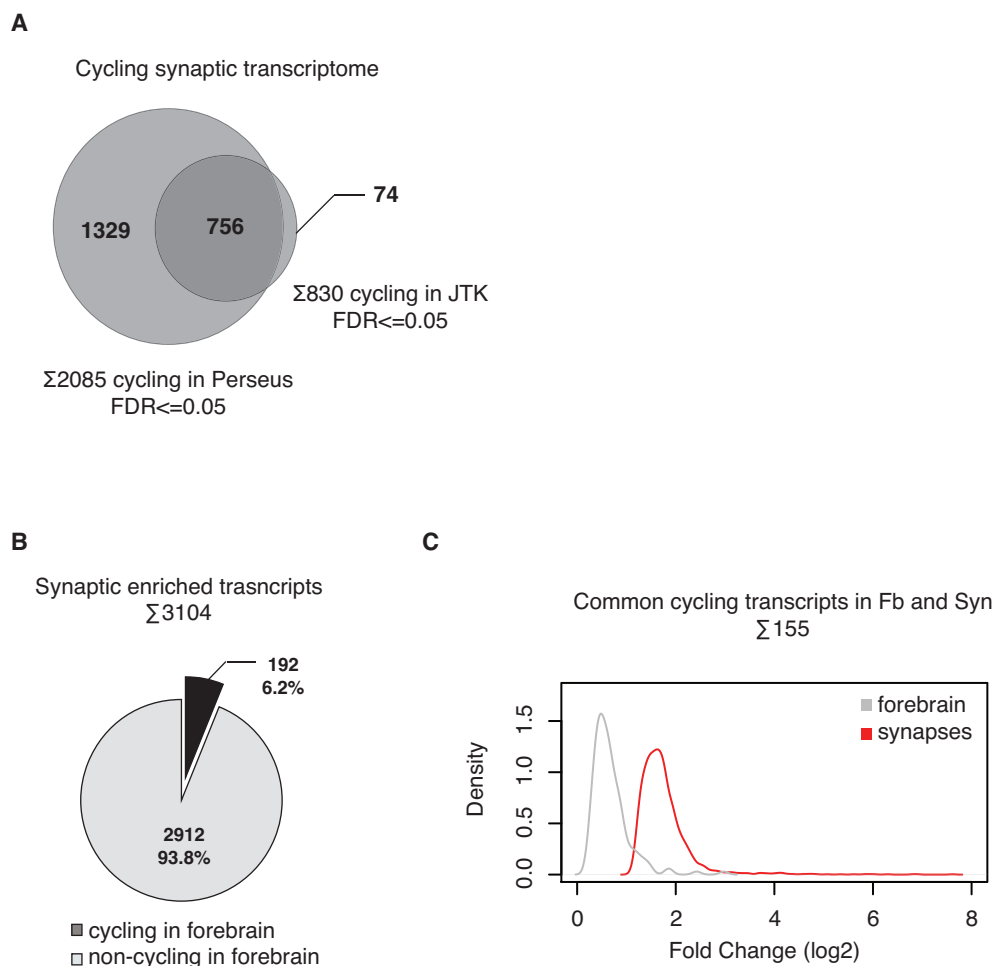 A
Cycling synaptic transcriptome
1329
756
74
Σ830 cycling in JTK
FDR<=0.05
Σ2085 cycling in Perseus
FDR<=0.05
B
Synaptic enriched trasncripts
Σ3104
192
6.2%
2912
93.8%
cycling in forebrain
non-cycling in forebrain
C
Common cycling transcripts in Fb and Syn
Σ155
forebrain
synapses
Density
1.5
1.0
0.5
0.0
0 2 4 6 8
Fold Change (log2)